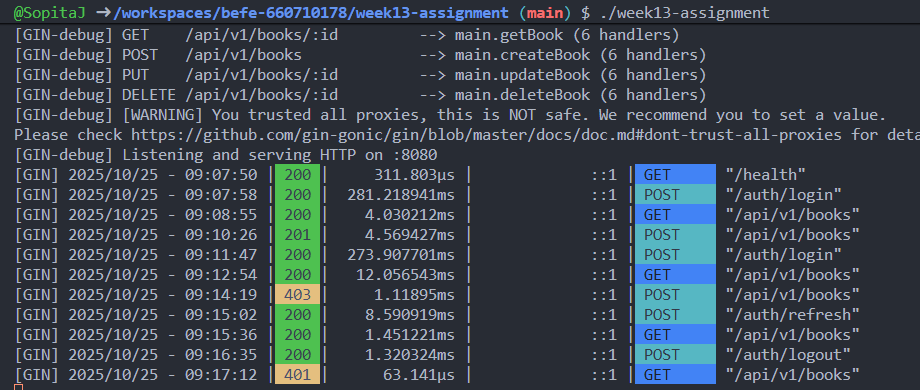 @SopitaJ ➜/workspaces/befe-660710178/week13-assignment (main) $ ./week13-assignment
[GIN-debug] GET    /api/v1/books/:id         --> main.getBook (6 handlers)
[GIN-debug] POST   /api/v1/books             --> main.createBook (6 handlers)
[GIN-debug] PUT    /api/v1/books/:id         --> main.updateBook (6 handlers)
[GIN-debug] DELETE /api/v1/books/:id         --> main.deleteBook (6 handlers)
[GIN-debug] [WARNING] You trusted all proxies, this is NOT safe. We recommend you to set a value.
Please check https://github.com/gin-gonic/gin/blob/master/docs/doc.md#dont-trust-all-proxies for deta
[GIN-debug] Listening and serving HTTP on :8080
[GIN] 2025/10/25 - 09:07:50 | 200 |     311.803µs |             ::1 | GET      "/health"
[GIN] 2025/10/25 - 09:07:58 | 200 |  281.218941ms |             ::1 | POST     "/auth/login"
[GIN] 2025/10/25 - 09:08:55 | 200 |    4.030212ms |             ::1 | GET      "/api/v1/books"
[GIN] 2025/10/25 - 09:10:26 | 201 |    4.569427ms |             ::1 | POST     "/api/v1/books"
[GIN] 2025/10/25 - 09:11:47 | 200 |  273.907701ms |             ::1 | POST     "/auth/login"
[GIN] 2025/10/25 - 09:12:54 | 200 |   12.056543ms |             ::1 | GET      "/api/v1/books"
[GIN] 2025/10/25 - 09:14:19 | 403 |     1.11895ms |             ::1 | POST     "/api/v1/books"
[GIN] 2025/10/25 - 09:15:02 | 200 |    8.590919ms |             ::1 | POST     "/auth/refresh"
[GIN] 2025/10/25 - 09:15:36 | 200 |    1.451221ms |             ::1 | GET      "/api/v1/books"
[GIN] 2025/10/25 - 09:16:35 | 200 |    1.320324ms |             ::1 | POST     "/auth/logout"
[GIN] 2025/10/25 - 09:17:12 | 401 |      63.141µs |             ::1 | GET      "/api/v1/books"